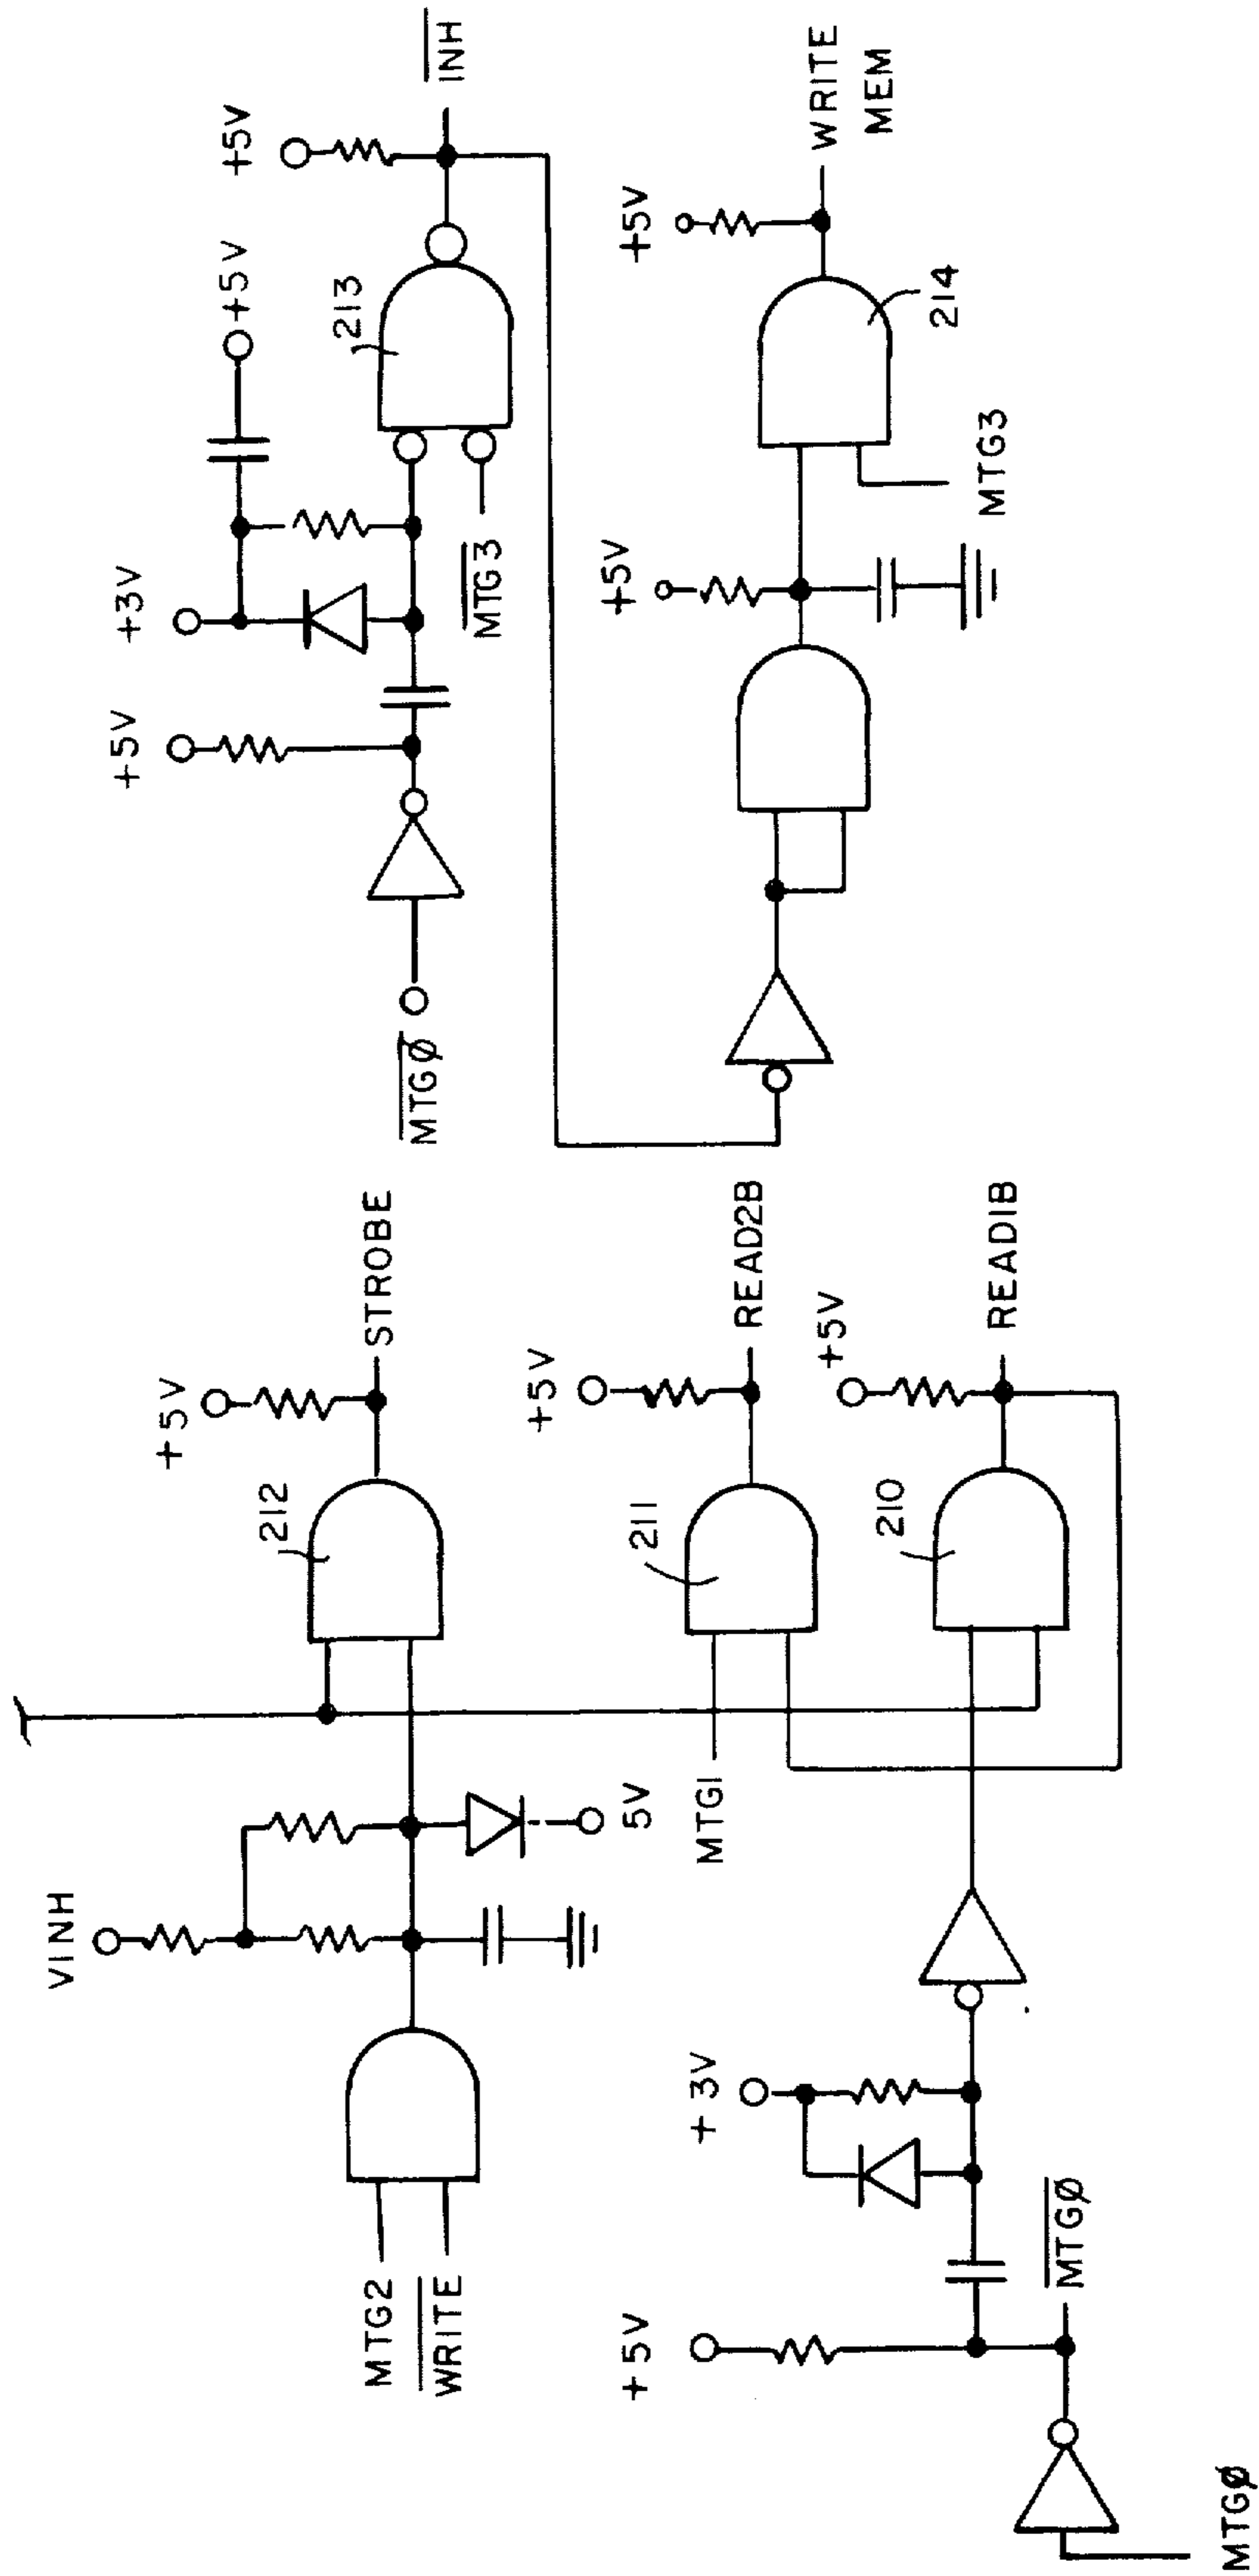 VINH
+5V
212
STROBE
MTG2
WRITE
5V
+5V
211
READ2B
MTG1
+3V
+5V
210
READ1B
+5V
MTGØ
MTGØ
+5V
+3V
+5V
+5V
213
INH
MTGØ
MTG3
+5V
+5V
WRITE
MEM
214
MTG3